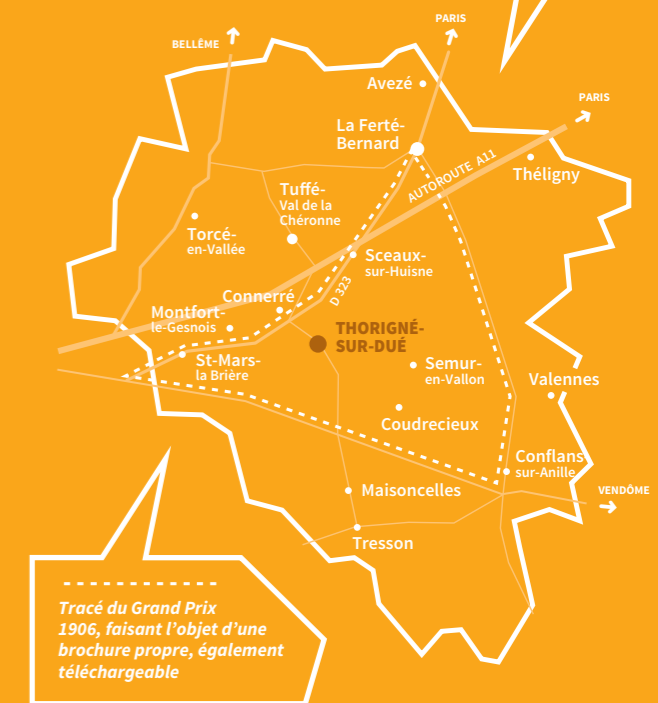 PARIS
BELLÊME
Avezé
PARIS
La Ferté-
Bernard
AUTOROUTE A11
Théligny
Tuffé-
Val de la
Chéronne
Torcé-
en-Vallée
Sceaux-
sur-Huisne
D 323
Connerré
Montfort-
le-Gesnois
THORIGNÉ-
SUR-DUÉ
St-Mars-
la Brière
Semur-
en-Vallon
Valennes
Coudrecieux
Conflans
sur-Anille
Maisoncelles
VENDÔME
Tresson
Tracé du Grand Prix
1906, faisant l’objet d’une
brochure propre, également
téléchargeable